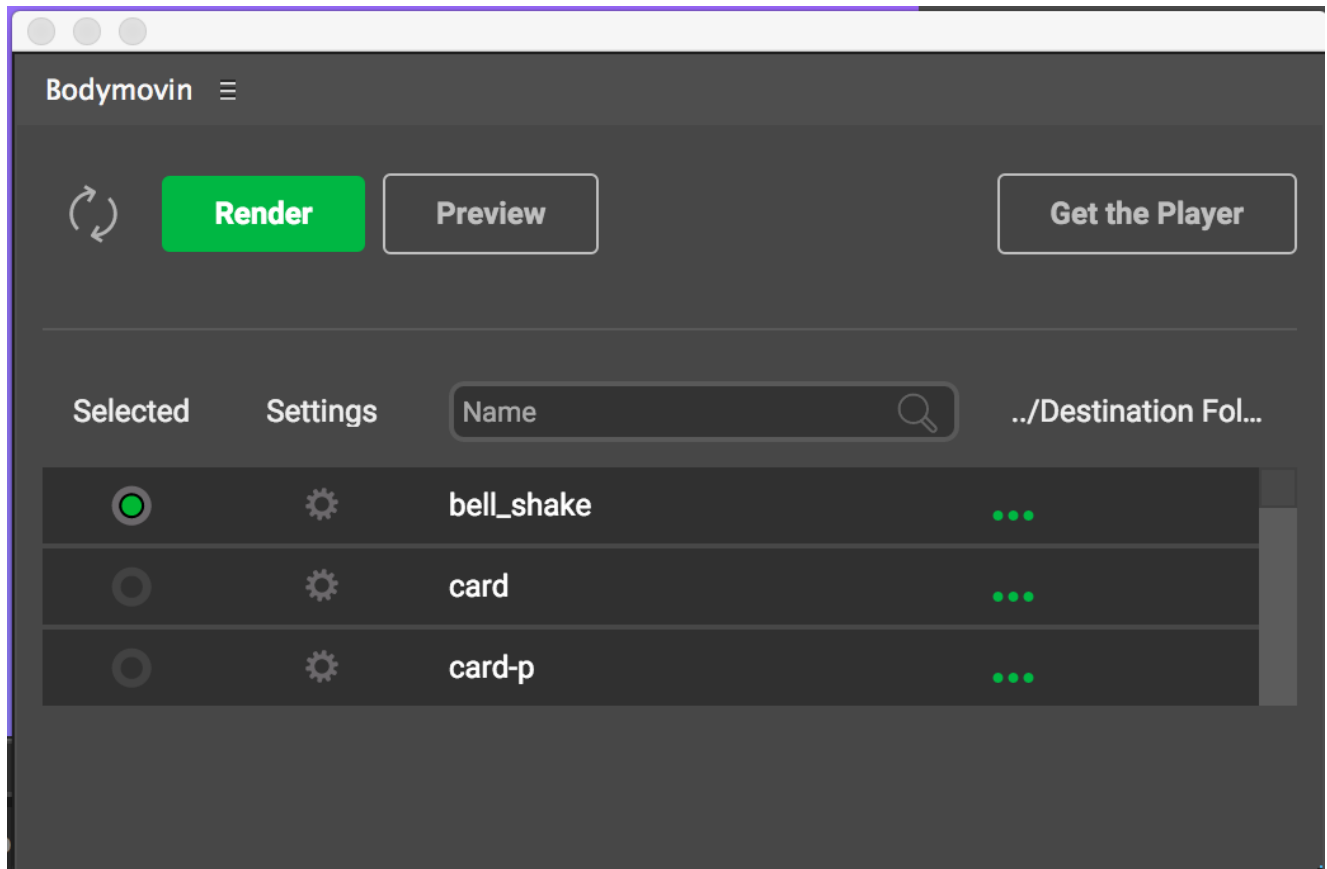 Bodymovin
Render Preview Get the Player
Selected Settings Name ../Destination Fol...
bell_shake ...
card ...
card-p ...